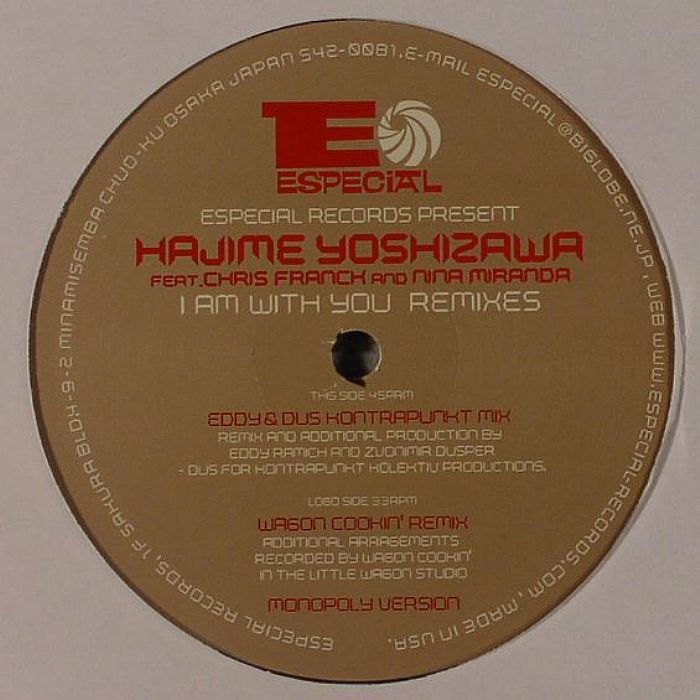 E
ESPECIAL
ESPECIAL RECORDS PRESENT
HAJIME YOSHIZAWA
FEAT. CHRIS FRANCK AND NINA MIRANDA
I AM WITH YOU REMIXES
THIS SIDE 45PRM
EDDY & DUS KONTRAPUNKT MIX
REMIX AND ADDITIONAL PRODUCTION BY
EDDY RAMICH AND ZVONIMIR DUSPER
- DUS FOR KONTRAPUNKT KOLEKTIV PRODUCTIONS.
LOGO SIDE 33RPM
WAGON COOKIN' REMIX
ADDITIONAL ARRAGEMENTS
RECORDED BY WAGON COOKIN'
IN THE LITTLE WAGON STUDIO
MONOPOLY VERSION
ESPECIAL RECORDS, 1F SAKURA BLDX-9-2 MINAMISEMBA CHUO-KU OSAKA JAPAN 542-0081. E-MAIL ESPECIAL@BIGLOBE.NE.JP, WEB WWW.ESPECIAL-RECORDS.COM, MADE IN USA.